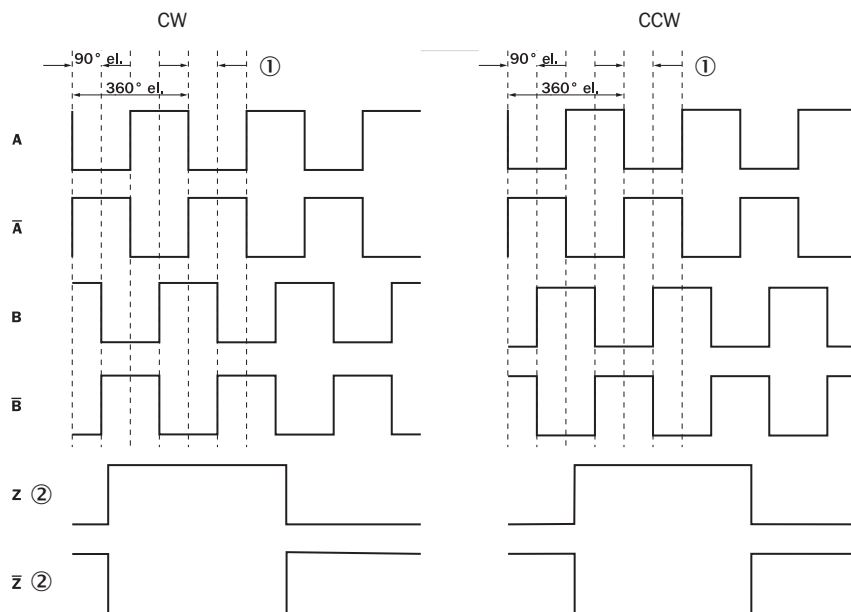 CW CCW
90° el. ① 90° el. ①
360° el. 360° el.
A
A̅
B
B̅
Z ②
Z̅ ②